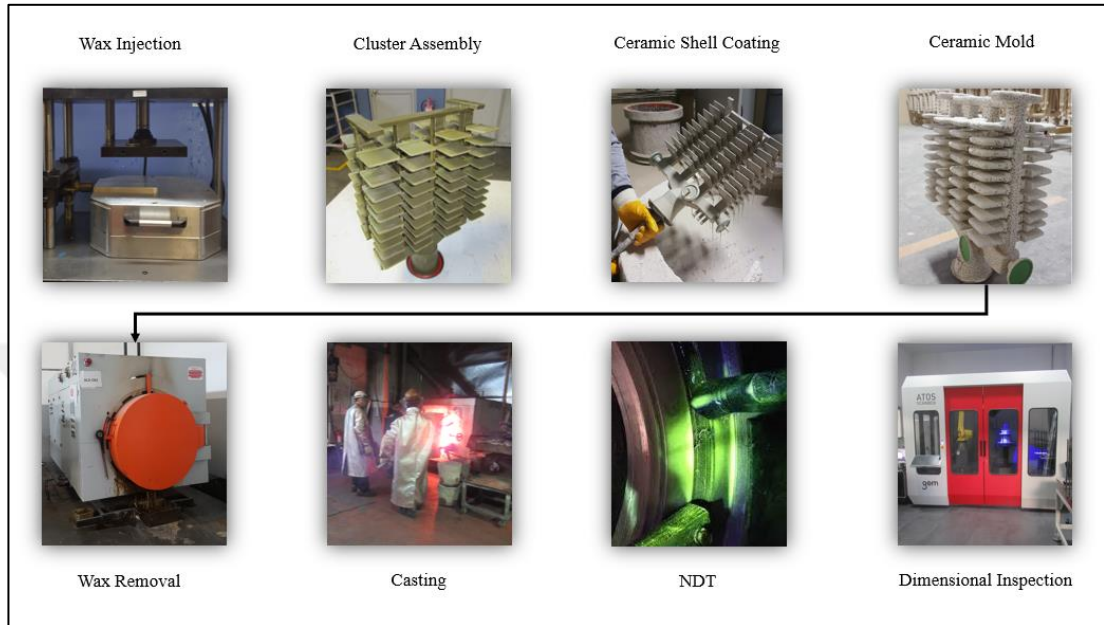 Wax Injection
Cluster Assembly
Ceramic Shell Coating
Ceramic Mold
ATOS
gom
Wax Removal
Casting
NDT
Dimensional Inspection